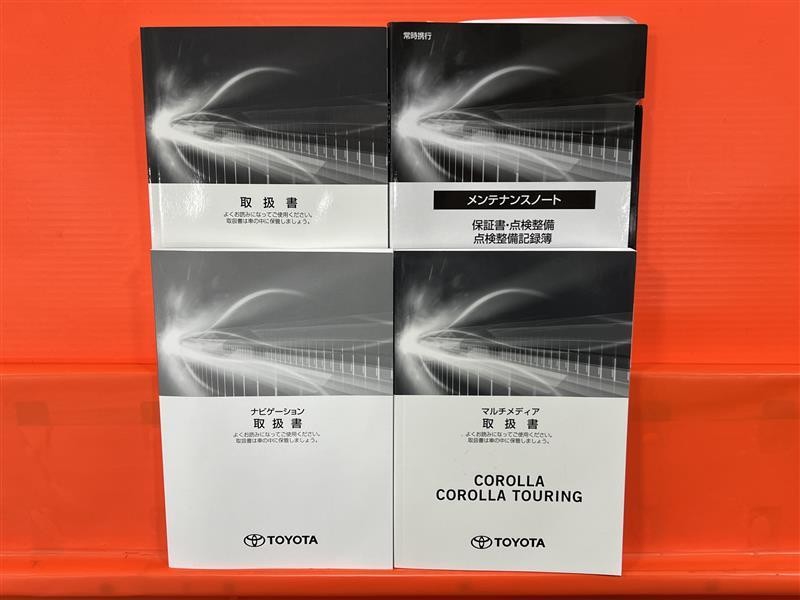 取扱書
よくお読みになってご使用ください。
取扱書は車の中に保管しましょう。
常時携行
メンテナンスノート
保証書・点検整備
点検整備記録簿
ナビゲーション
取扱書
よくお読みになってご使用ください。
取扱書は車の中に保管しましょう。
TOYOTA
マルチメディア
取扱書
よくお読みになってご使用ください。
取扱書は車の中に保管しましょう。
COROLLA
COROLLA TOURING
TOYOTA